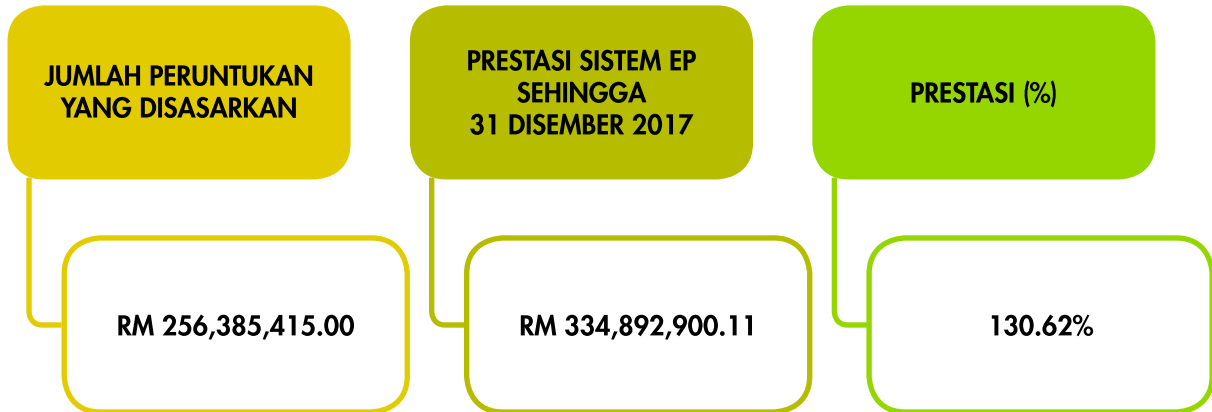 JUMLAH PERUNTUKAN
YANG DISASARKAN
RM 256,385,415.00
PRESTASI SISTEM EP
SEHINGGA
31 DISEMBER 2017
RM 334,892,900.11
PRESTASI (%)
130.62%